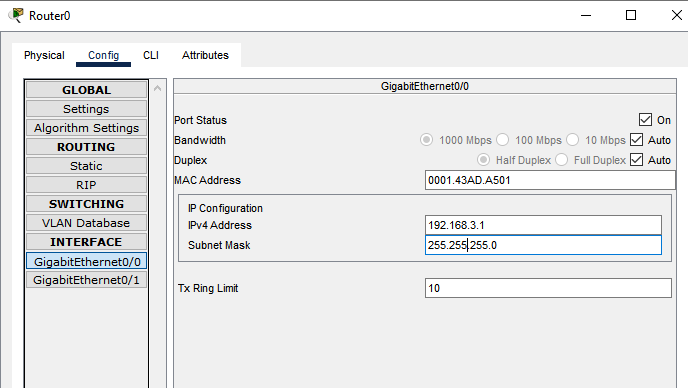 Router0
Physical Config CLI Attributes
GLOBAL
Settings
Algorithm Settings
ROUTING
Static
RIP
SWITCHING
VLAN Database
INTERFACE
GigabitEthernet0/0
GigabitEthernet0/1
GigabitEthernet0/0
Port Status On
Bandwidth 1000 Mbps 100 Mbps 10 Mbps Auto
Duplex Half Duplex Full Duplex Auto
MAC Address 0001.43AD.A501
IP Configuration
IPv4 Address 192.168.3.1
Subnet Mask 255.255.255.0
Tx Ring Limit 10